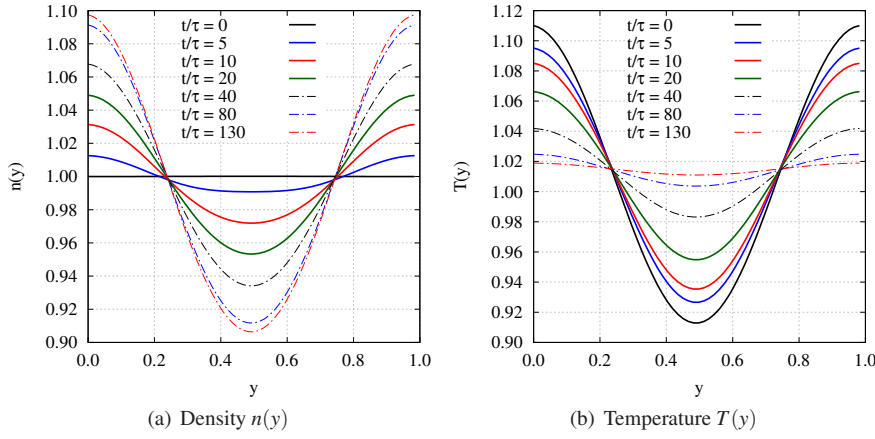 n(y)
1.10
1.08
1.06
1.04
1.02
1.00
0.98
0.96
0.94
0.92
0.90
t/τ = 0
t/τ = 5
t/τ = 10
t/τ = 20
t/τ = 40
t/τ = 80
t/τ = 130
0.0 0.2 0.4 0.6 0.8 1.0
y
(a) Density n(y)
T(y)
1.12
1.10
1.08
1.06
1.04
1.02
1.00
0.98
0.96
0.94
0.92
0.90
t/τ = 0
t/τ = 5
t/τ = 10
t/τ = 20
t/τ = 40
t/τ = 80
t/τ = 130
0.0 0.2 0.4 0.6 0.8 1.0
y
(b) Temperature T(y)